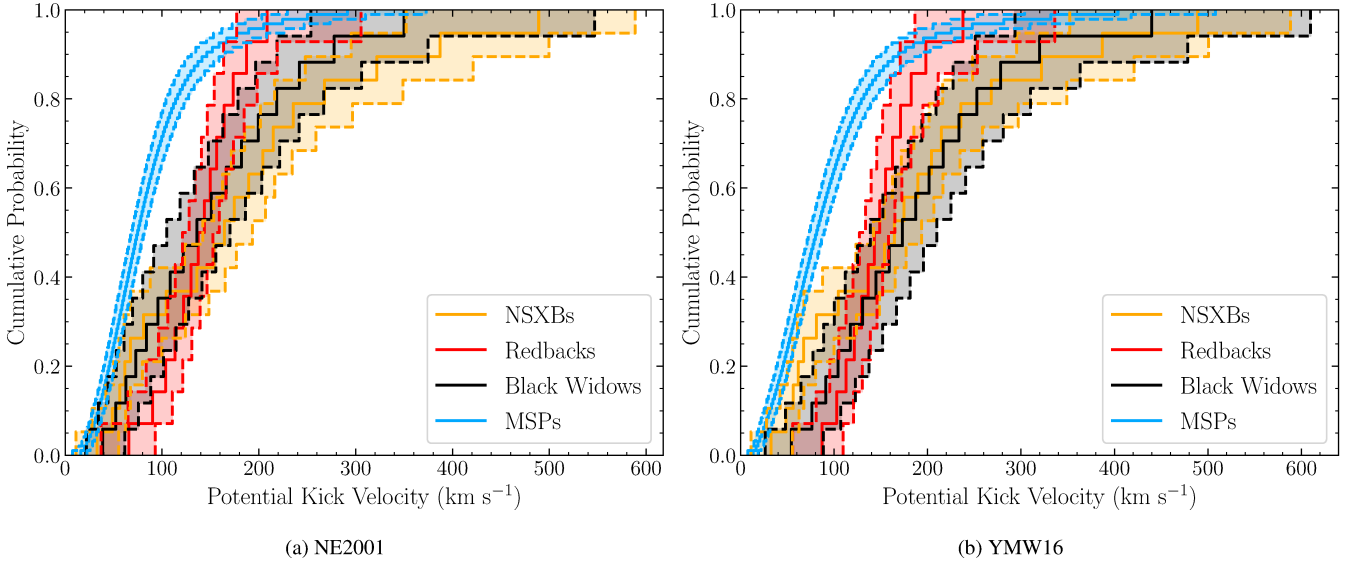 1.0
0.8
0.6
0.4
0.2
0.0
Cumulative Probability
0 100 200 300 400 500 600
Potential Kick Velocity (km s⁻¹)
NSXBs
Redbacks
Black Widows
MSPs
(a) NE2001
1.0
0.8
0.6
0.4
0.2
0.0
Cumulative Probability
0 100 200 300 400 500 600
Potential Kick Velocity (km s⁻¹)
NSXBs
Redbacks
Black Widows
MSPs
(b) YMW16